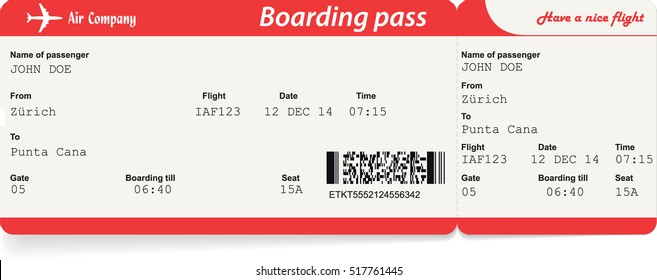 Air Company Boarding pass
Name of passenger
JOHN DOE
From Flight Date Time
Zürich IAF123 12 DEC 14 07:15
To
Punta Cana
Gate Boarding till Seat
05 06:40 15A
ETKT5552124556342
Have a nice flight
Name of passenger
JOHN DOE
From
Zürich
To
Punta Cana
Flight Date Time
IAF123 12 DEC 14 07:15
Gate Boarding till Seat
05 06:40 15A
shutterstock.com · 517761445